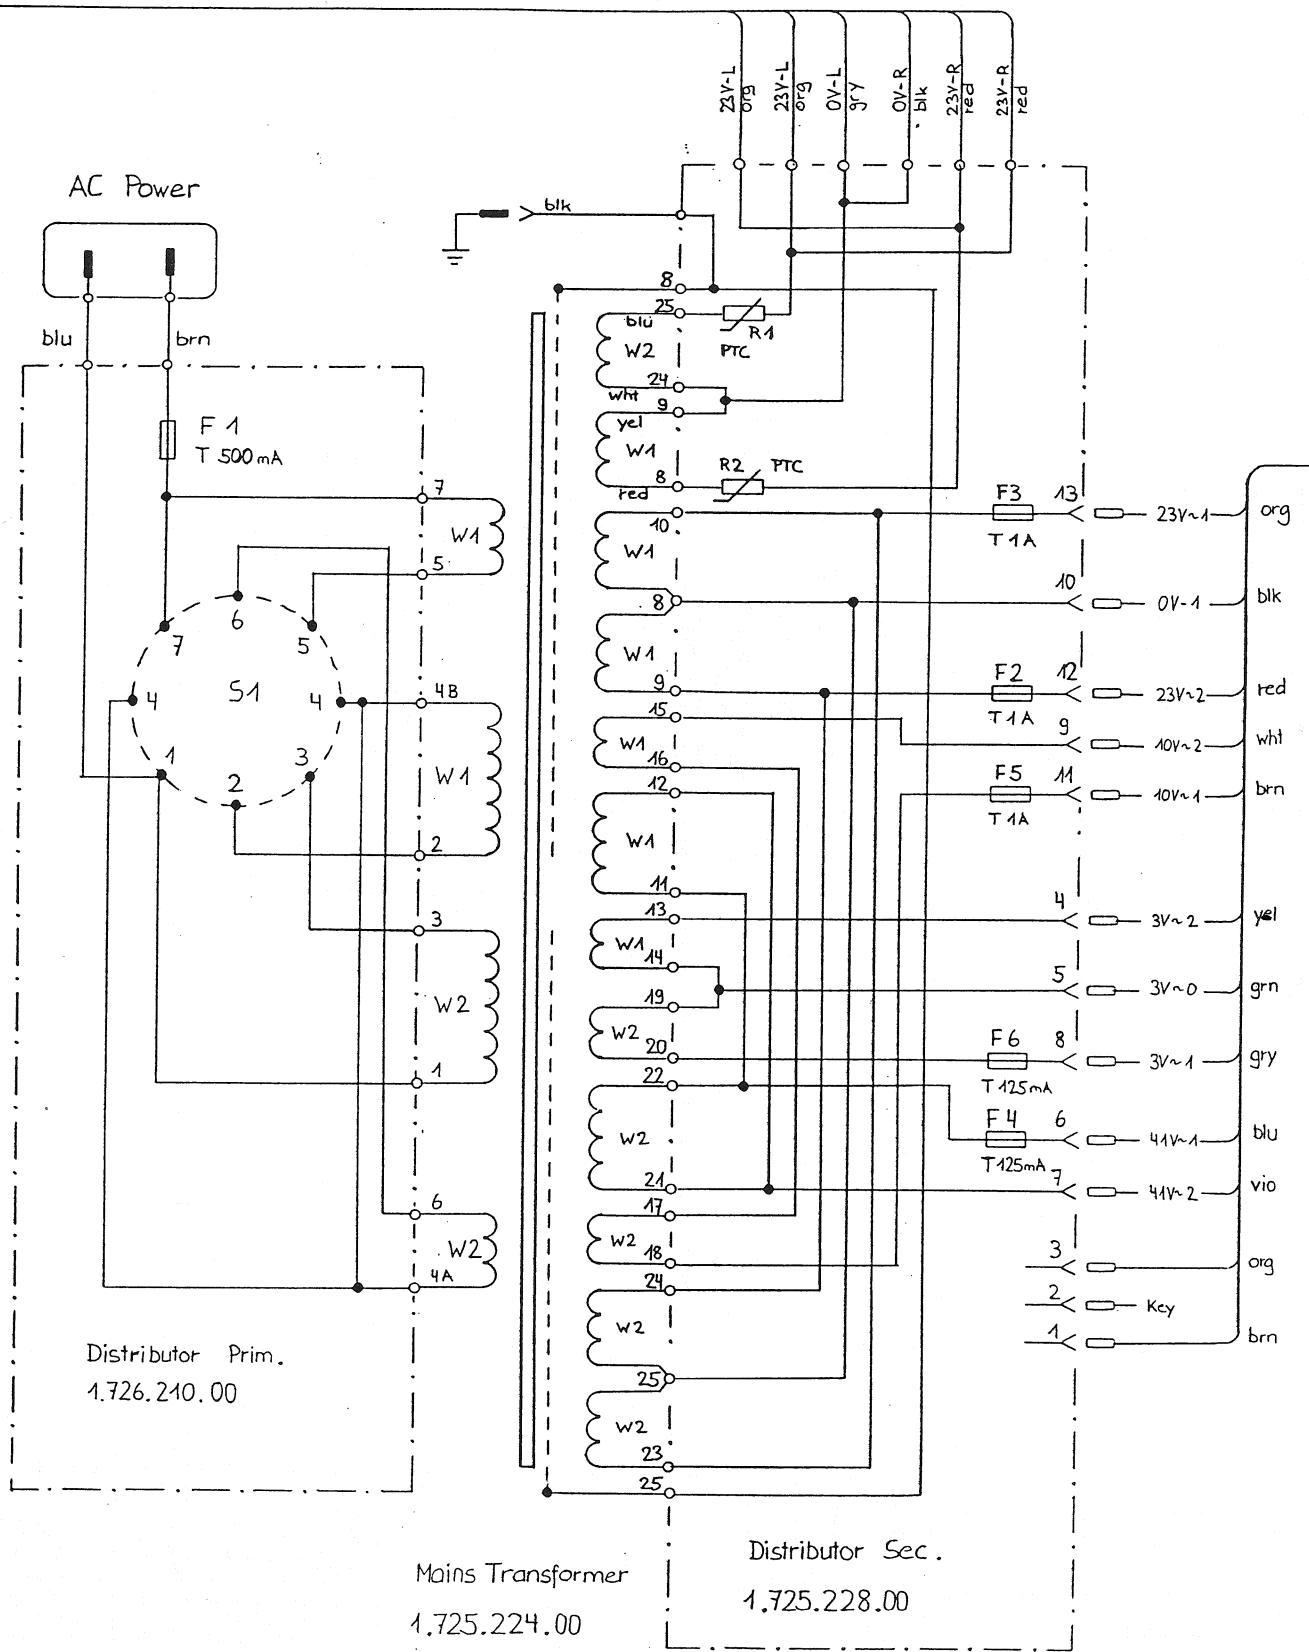 23V-L
org
23V-L
org
0V-L
gry
0V-R
blk
23V-R
red
23V-R
red
AC Power
blk
blu
brn
F 1
T 500mA
8
25
blu
R1
PTC
W2
24
wht
9
yel
W1
8
red
R2
PTC
7
W1
5
10
W1
8
W1
9
F3
13
T 1A
23V~1
org
10
0V-1
blk
F2
12
T 1A
23V~2
red
6
7
5
4
S1
4
1
3
2
4B
W1
2
15
W1
16
12
W1
11
9
10V~2
wht
F5
11
T 1A
10V~1
brn
3
W2
1
13
W1
14
19
W2
20
4
3V~2
yel
5
3V~0
grn
F6
8
T 125mA
3V~1
gry
22
W2
21
F4
6
T 125mA
41V~1
blu
7
41V~2
vio
6
W2
4A
17
W2
18
24
W2
25
W2
23
25
3
org
2
Key
1
brn
Distributor Prim.
1.726.210.00
Mains Transformer
1.725.224.00
Distributor Sec.
1.725.228.00